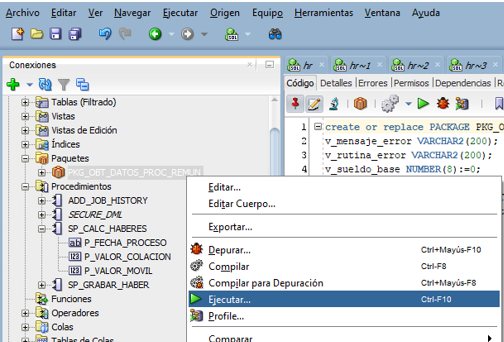 Archivo Editar Ver Navegar Ejecutar Origen Equipo Herramientas Ventana Ayuda
Conexiones
Tablas (Filtrado)
Vistas
Vistas de Edición
Índices
Paquetes
PKG_OBT_DATOS_PROC_REMUN
Procedimientos
ADD_JOB_HISTORY
SECURE_DML
SP_CALC_HABERES
P_FECHA_PROCESO
P_VALOR_COLACION
P_VALOR_MOVIL
SP_GRABAR_HABER
Funciones
Operadores
Colas
Tablas de Colas
hr hr~1 hr~2 hr~3
Código Detalles Errores Permisos Dependencias
1 create or replace PACKAGE PKG_O
2 v_mensaje_error VARCHAR2(200);
3 v_rutina_error VARCHAR2(200);
4 v_sueldo_base NUMBER(8):=0;
Editar...
Editar Cuerpo...
Exportar...
Depurar... Ctrl+Mayús-F10
Compilar Ctrl-F8
Compilar para Depuración Ctrl+Mayús-F8
Ejecutar... Ctrl-F10
Profile...
Comparar